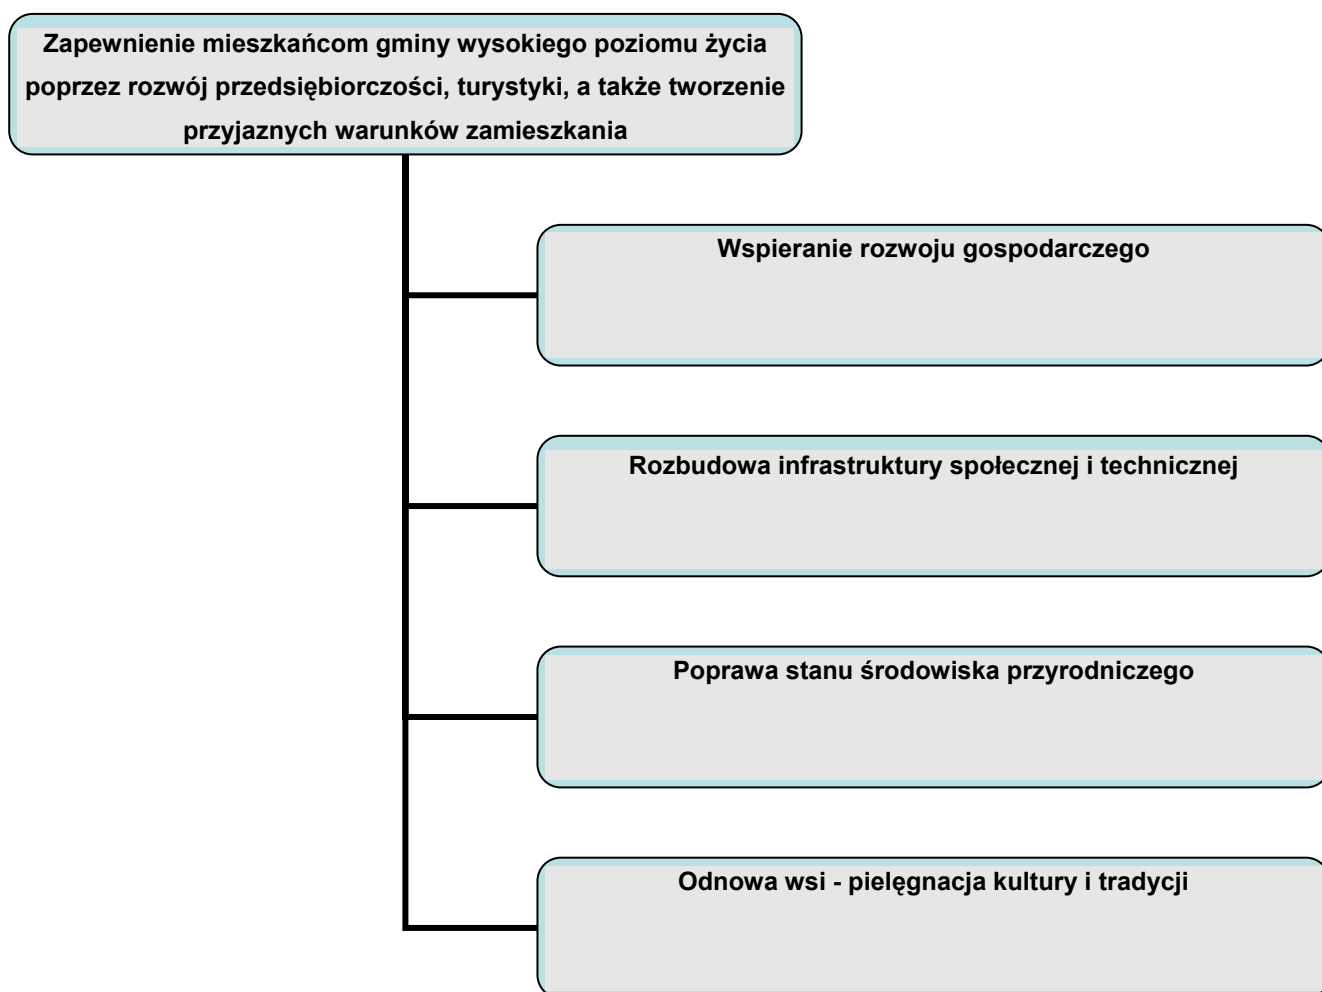 Zapewnienie mieszkańcom gminy wysokiego poziomu życia
poprzez rozwój przedsiębiorczości, turystyki, a także tworzenie
przyjaznych warunków zamieszkania
Wspieranie rozwoju gospodarczego
Rozbudowa infrastruktury społecznej i technicznej
Poprawa stanu środowiska przyrodniczego
Odnowa wsi - pielęgnacja kultury i tradycji